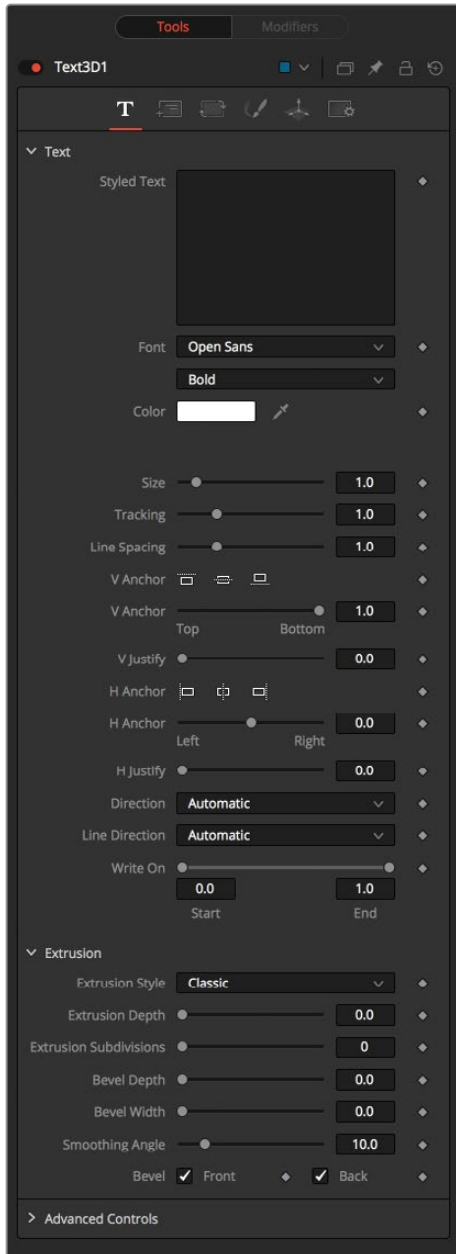 Tools Modifiers
Text3D1
T
Text
Styled Text
Font Open Sans
Bold
Color
Size 1.0
Tracking 1.0
Line Spacing 1.0
V Anchor
V Anchor 1.0
Top Bottom
V Justify 0.0
H Anchor
H Anchor 0.0
Left Right
H Justify 0.0
Direction Automatic
Line Direction Automatic
Write On
0.0 1.0
Start End
Extrusion
Extrusion Style Classic
Extrusion Depth 0.0
Extrusion Subdivisions 0
Bevel Depth 0.0
Bevel Width 0.0
Smoothing Angle 10.0
Bevel Front Back
Advanced Controls